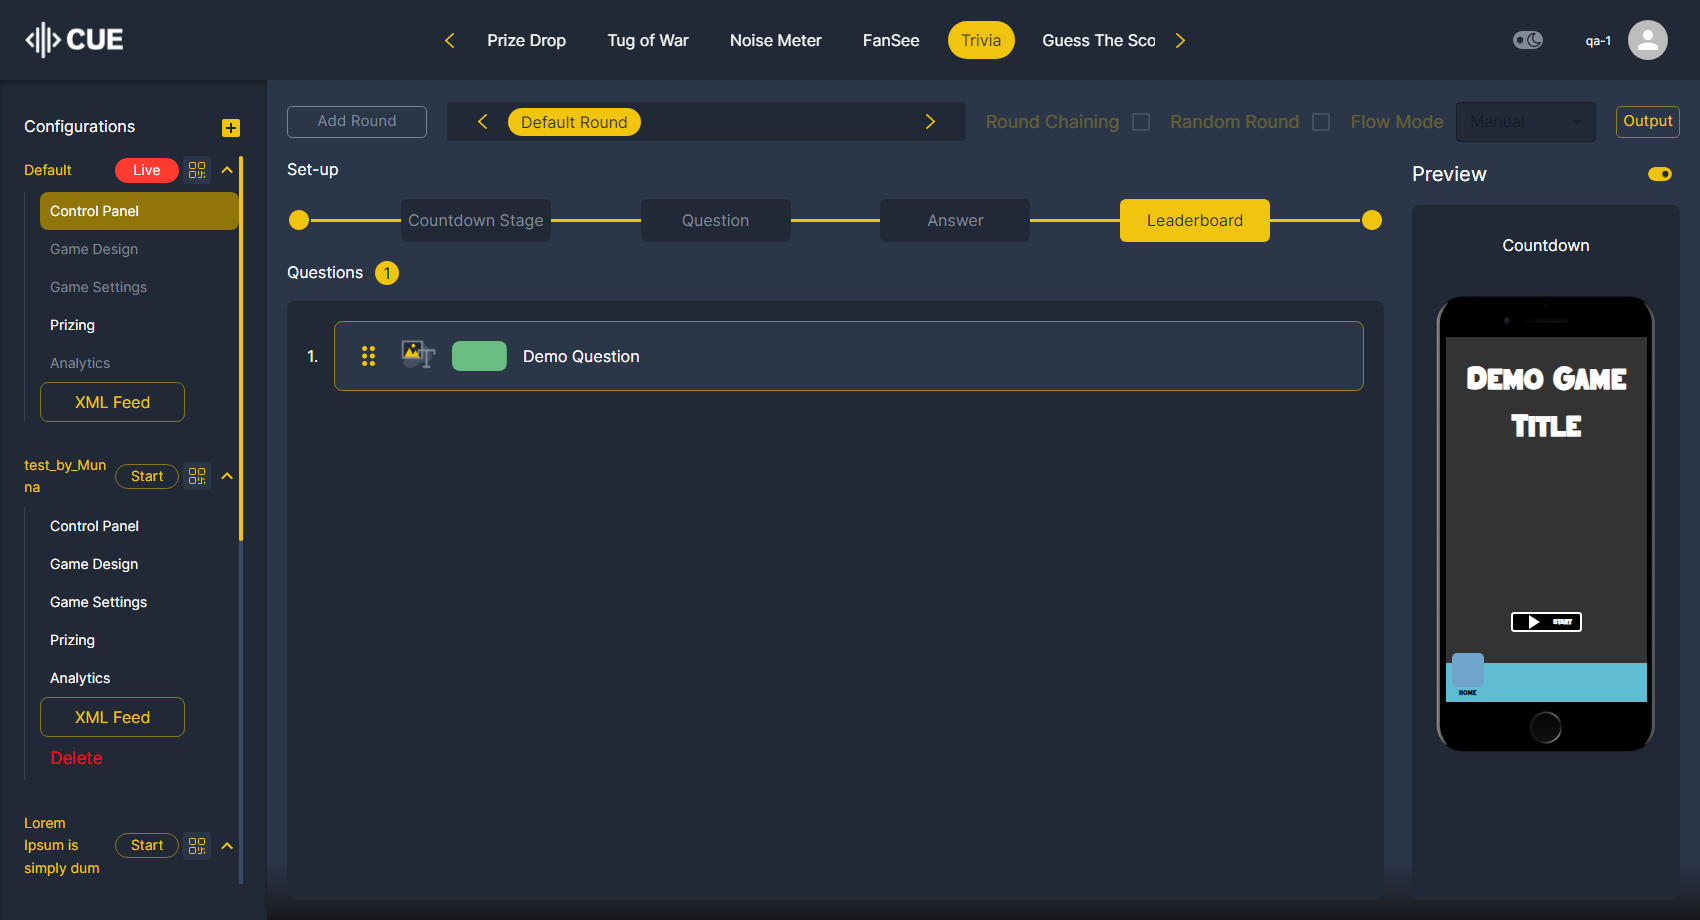 CUE
Prize Drop
Tug of War
Noise Meter
FanSee
Trivia
Guess The Sco
qa-1
Configurations
Default
Live
Control Panel
Game Design
Game Settings
Prizing
Analytics
XML Feed
test_by_Mun
na
Start
Control Panel
Game Design
Game Settings
Prizing
Analytics
XML Feed
Delete
Lorem
Ipsum is
simply dum
Start
Add Round
Default Round
Round Chaining
Random Round
Flow Mode
Manual
Output
Set-up
Countdown Stage
Question
Answer
Leaderboard
Questions
1
1.
Demo Question
Preview
Countdown
Demo Game
Title
START
HOME